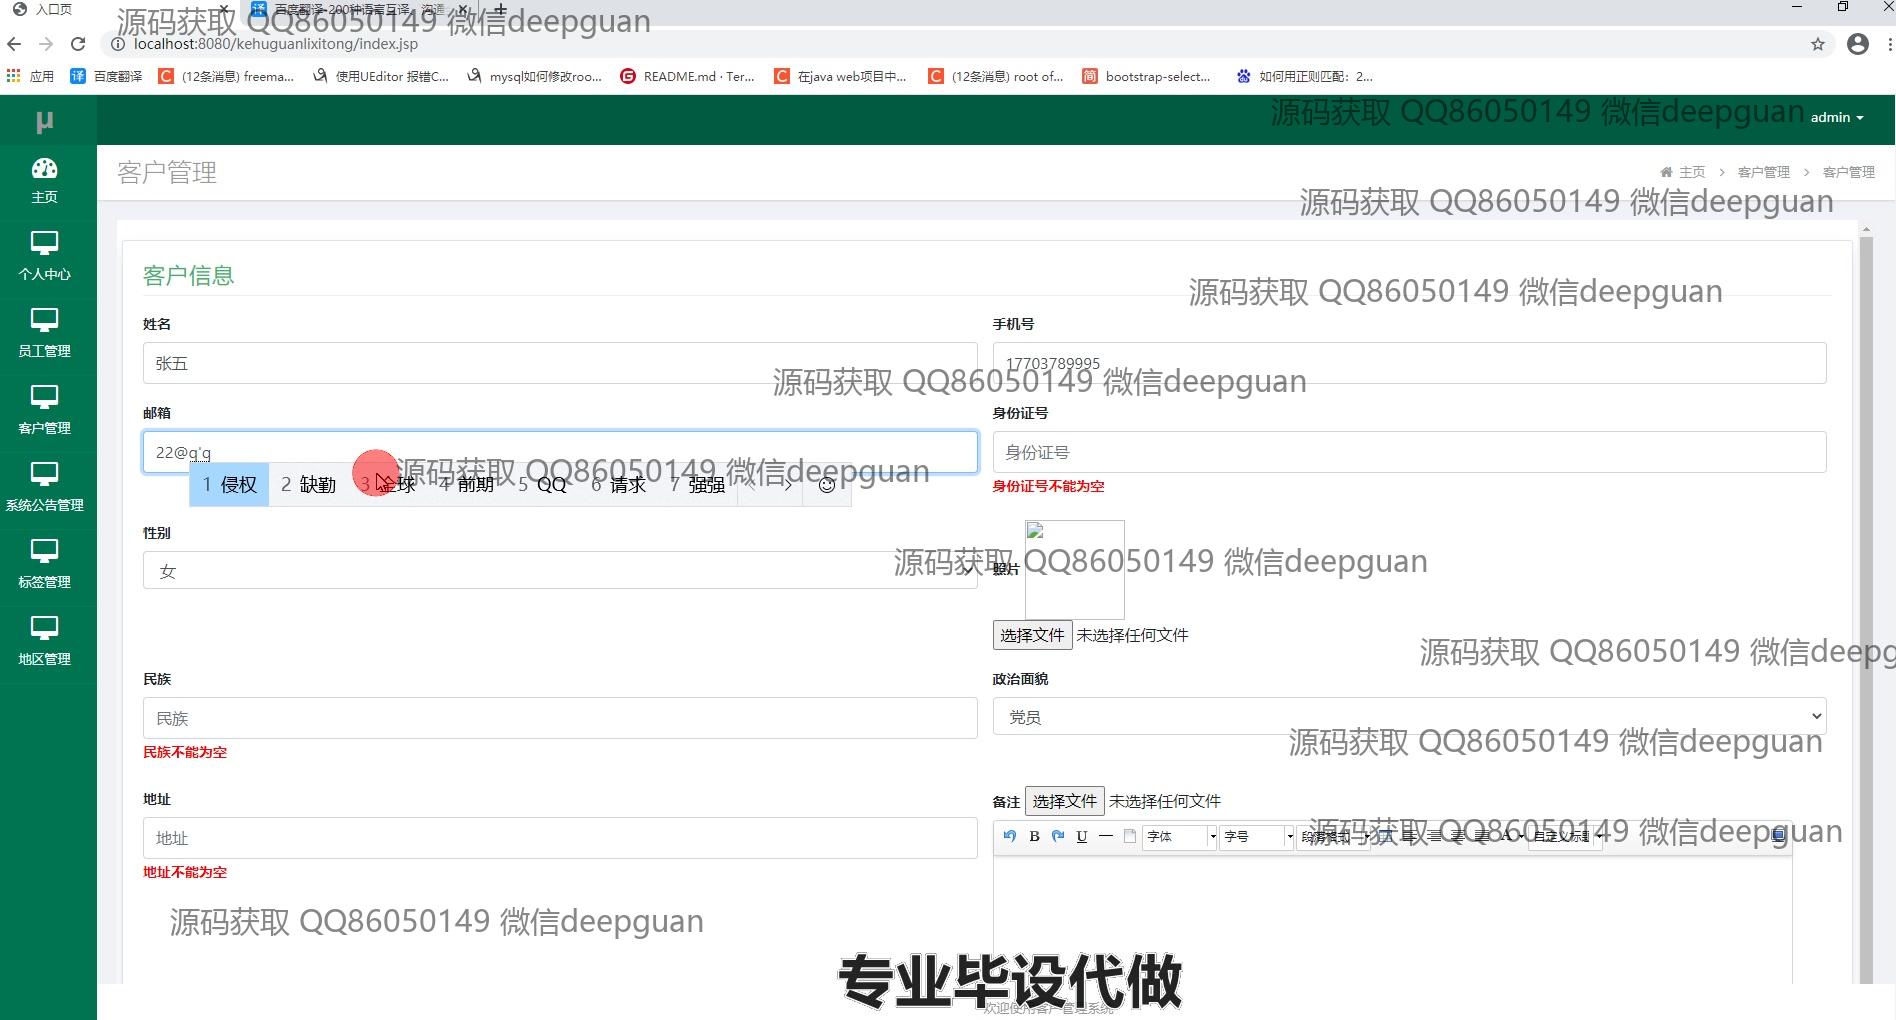 入口页
百度翻译-200种语言互译、沟通
源码获取 QQ86050149 微信deepguan
localhost:8080/kehuguanlixitong/index.jsp
应用
百度翻译
(12条消息) freema...
使用UEditor 报错C...
mysql如何修改roo...
README.md · Ter...
在java web项目中...
(12条消息) root of...
bootstrap-select...
如何用正则匹配：2...
μ
源码获取 QQ86050149 微信deepguan
admin
客户管理
主页 > 客户管理 > 客户管理
源码获取 QQ86050149 微信deepguan
主页
个人中心
员工管理
客户管理
系统公告管理
标签管理
地区管理
客户信息
源码获取 QQ86050149 微信deepguan
姓名
手机号
张五
17703789995
源码获取 QQ86050149 微信deepguan
邮箱
身份证号
22@q'q
身份证号
源码获取 QQ86050149 微信deepguan
1 侵权 2 缺勤 3 全球 4 前期 5 QQ 6 请求 7 强强
身份证号不能为空
性别
女
照片
源码获取 QQ86050149 微信deepguan
选择文件 未选择任何文件
源码获取 QQ86050149 微信deepg
民族
政治面貌
民族
党员
源码获取 QQ86050149 微信deepguan
民族不能为空
地址
备注 选择文件 未选择任何文件
地址
B U 字体 字号 段落格式 A 自定义标题
源码获取 QQ86050149 微信deepguan
地址不能为空
源码获取 QQ86050149 微信deepguan
专业毕设代做
欢迎使用客户管理系统